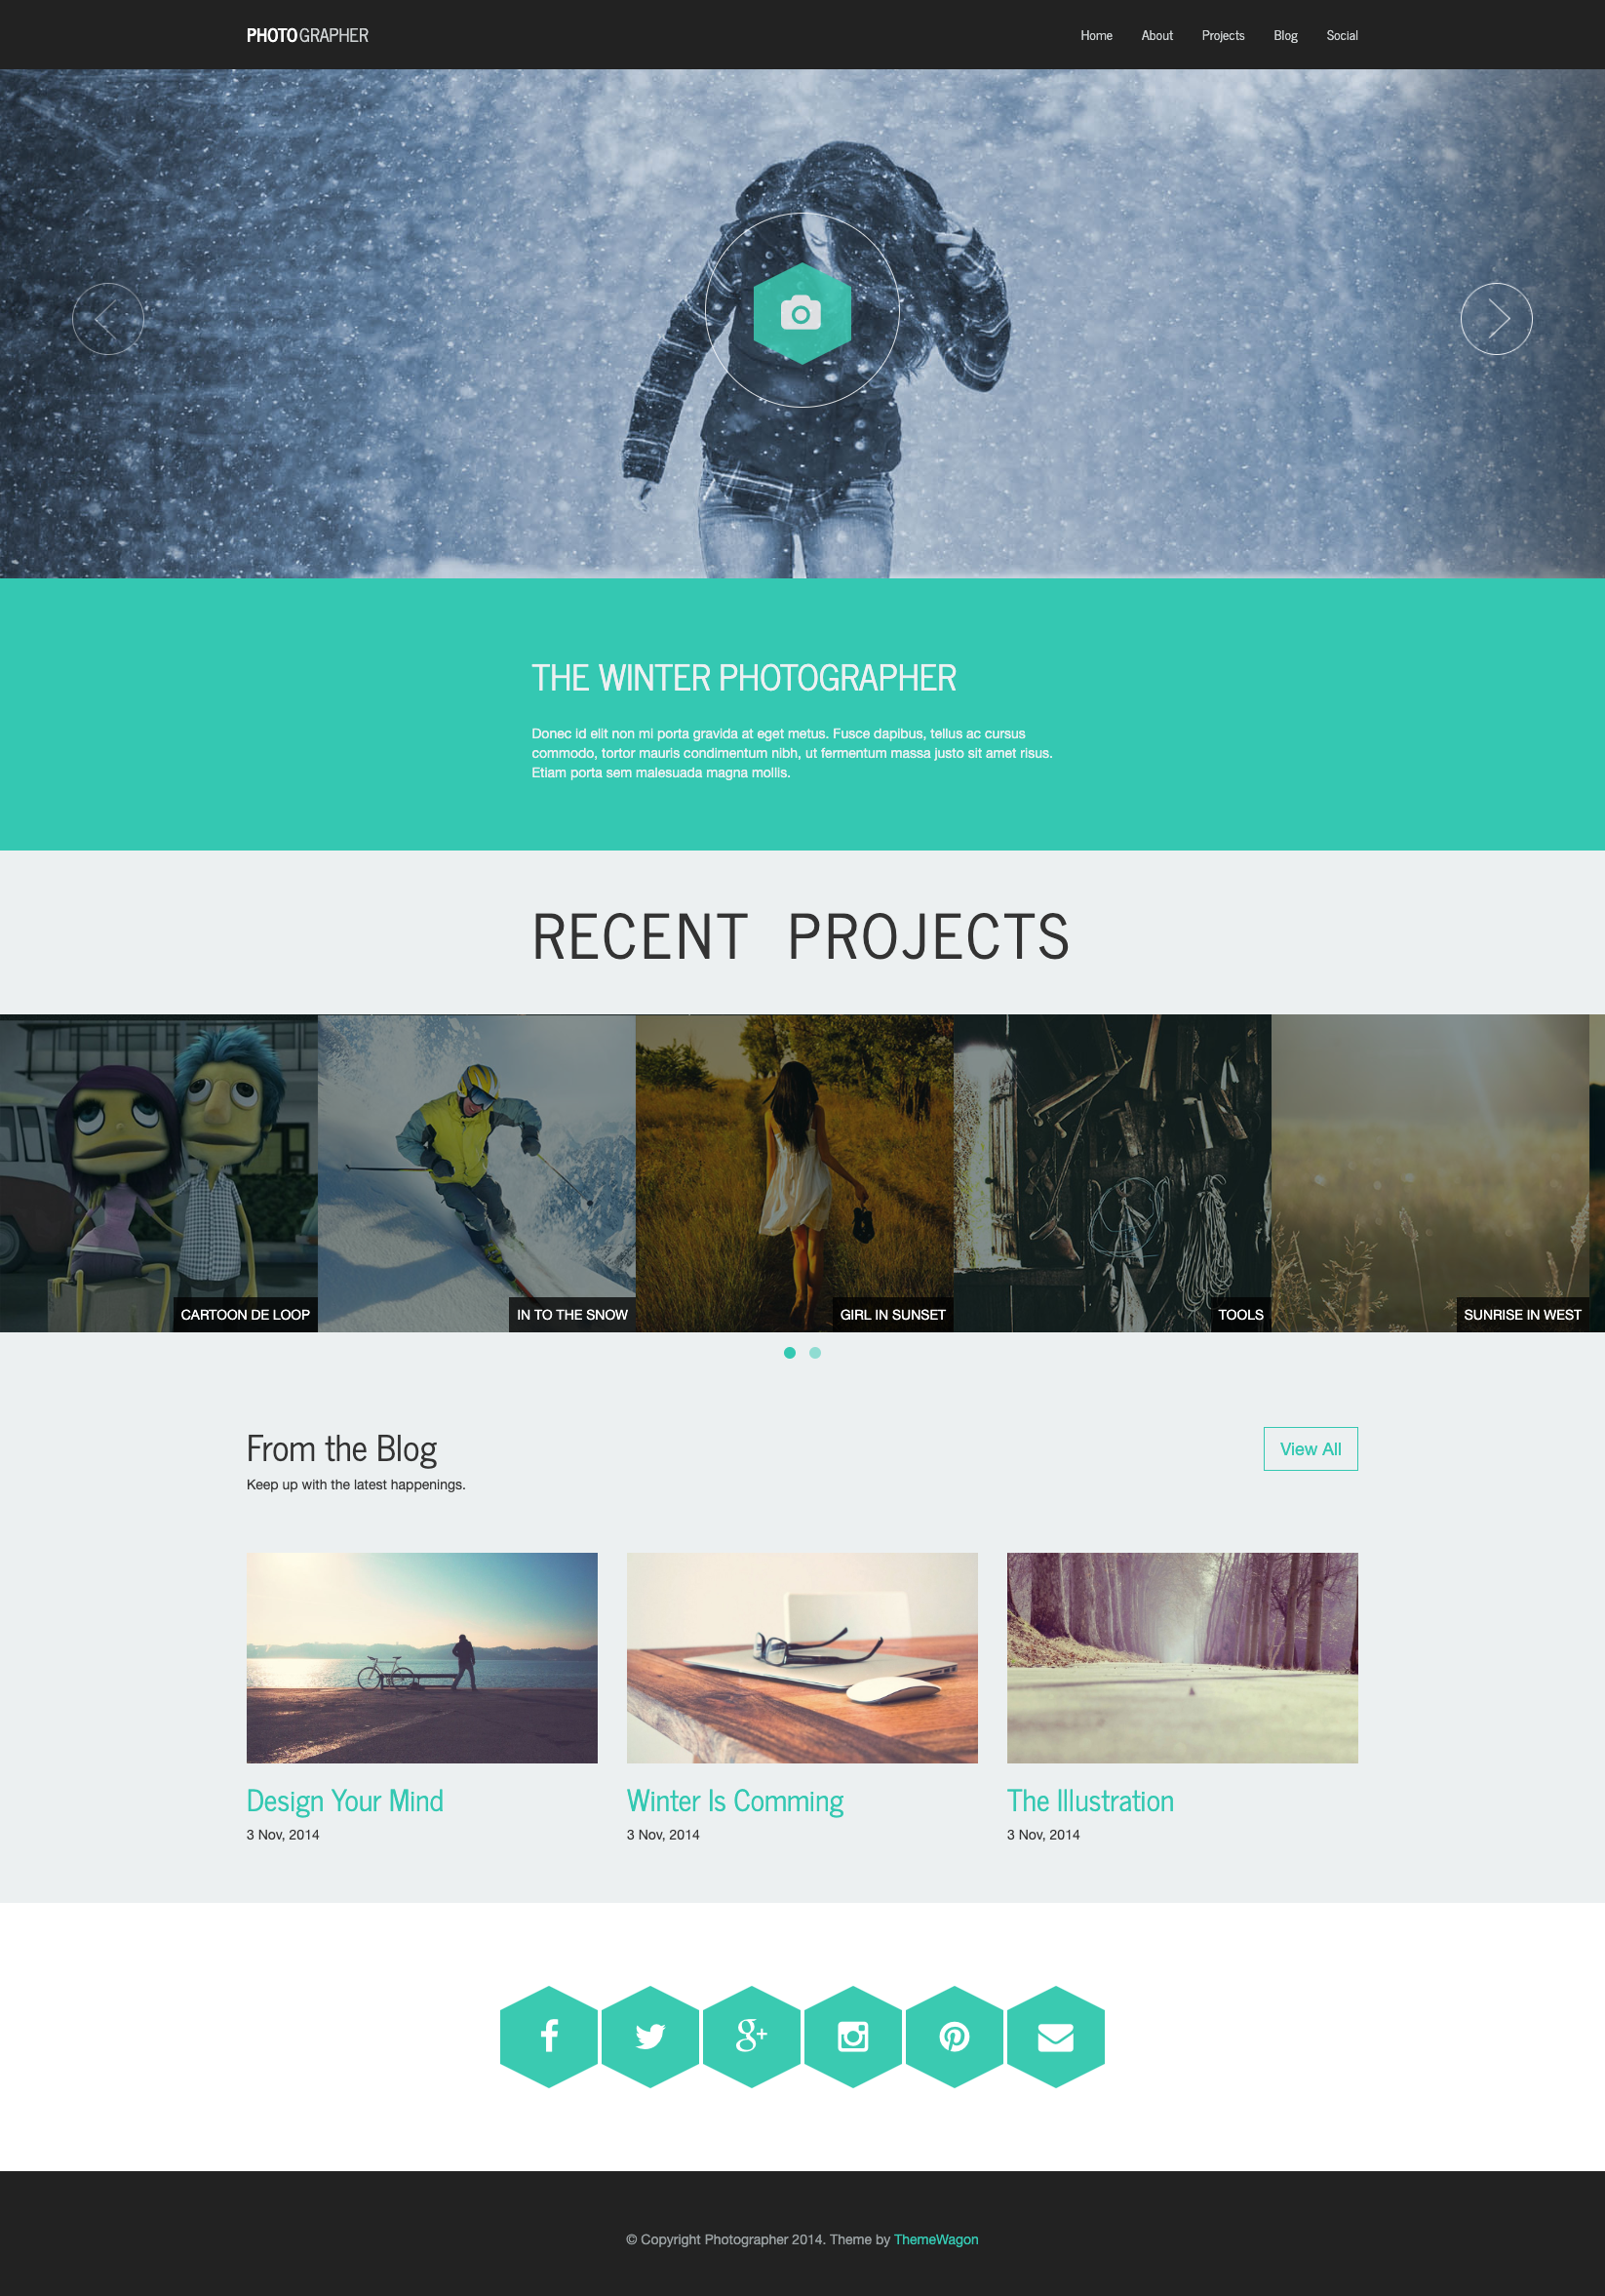 PHOTOGRAPHER
Home About Projects Blog Social
THE WINTER PHOTOGRAPHER
Donec id elit non mi porta gravida at eget metus. Fusce dapibus, tellus ac cursus
commodo, tortor mauris condimentum nibh, ut fermentum massa justo sit amet risus.
Etiam porta sem malesuada magna mollis.
RECENT PROJECTS
CARTOON DE LOOP
IN TO THE SNOW
GIRL IN SUNSET
TOOLS
SUNRISE IN WEST
From the Blog
View All
Keep up with the latest happenings.
Design Your Mind
3 Nov, 2014
Winter Is Comming
3 Nov, 2014
The Illustration
3 Nov, 2014
© Copyright Photographer 2014. Theme by ThemeWagon